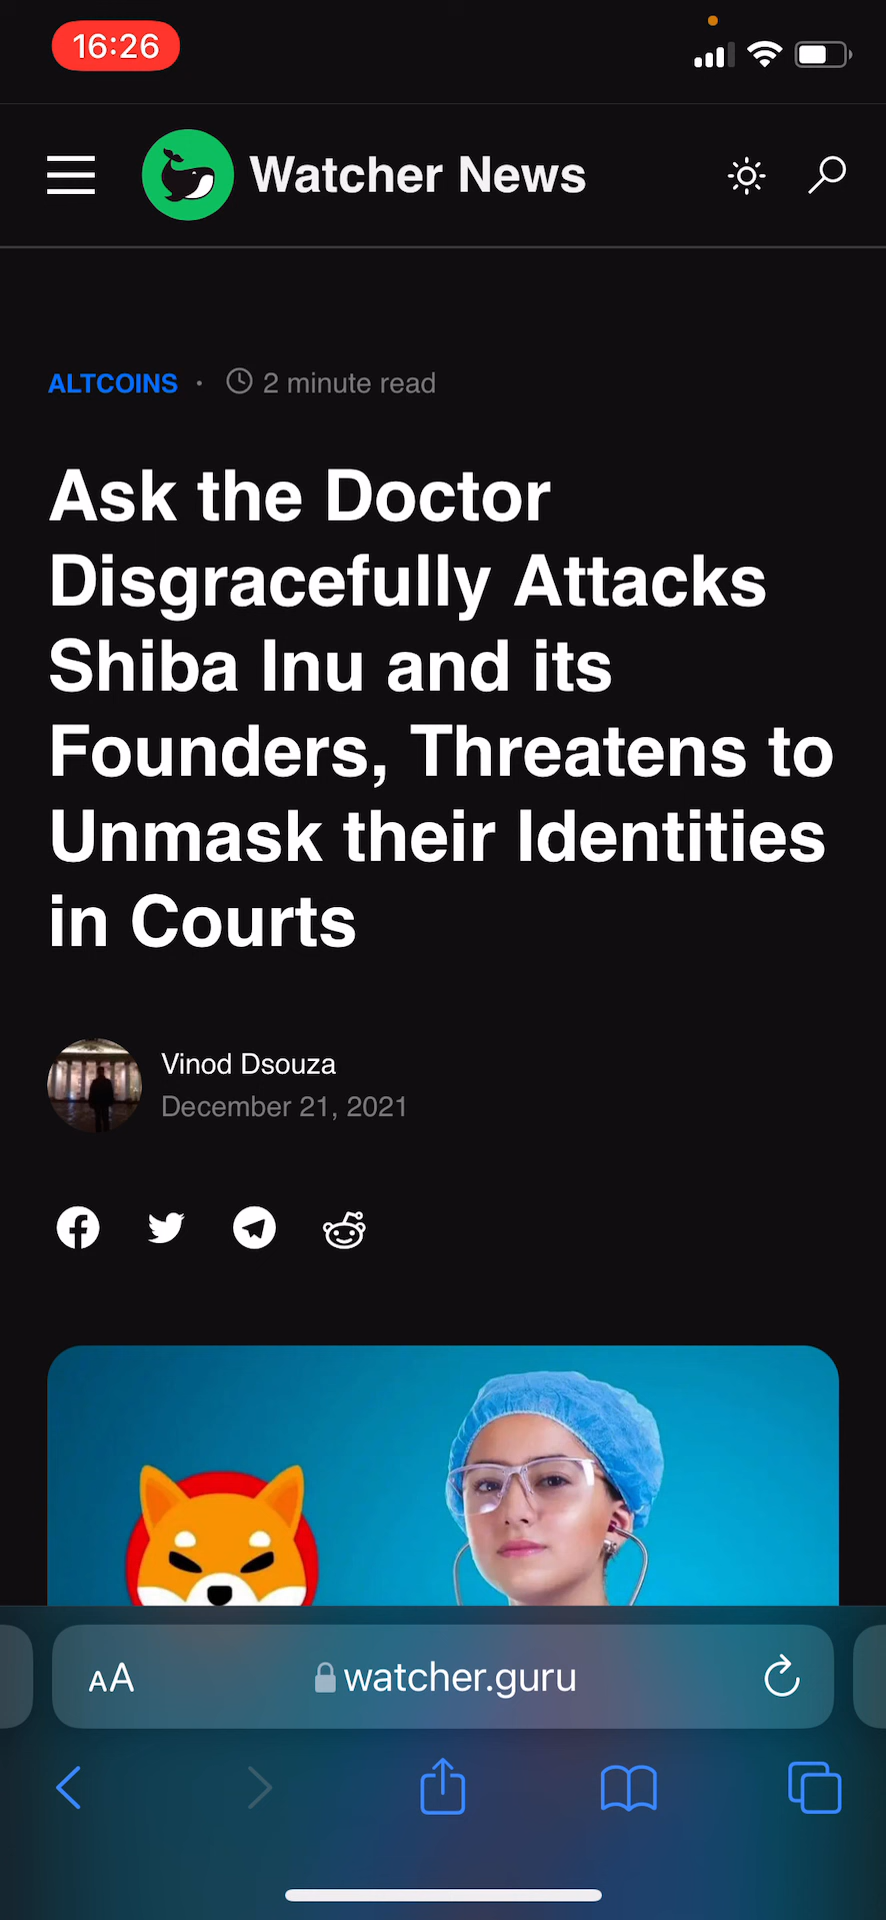 16:26
Watcher News
ALTCOINS · 2 minute read
Ask the Doctor
Disgracefully Attacks
Shiba Inu and its
Founders, Threatens to
Unmask their Identities
in Courts
Vinod Dsouza
December 21, 2021
AA watcher.guru